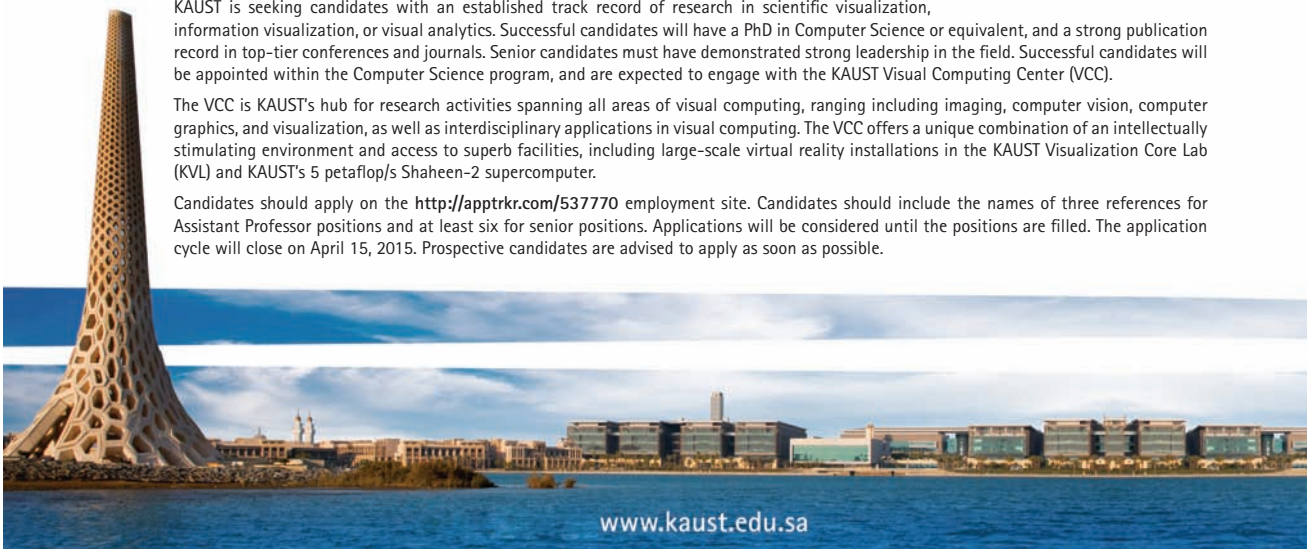 KAUST is seeking candidates with an established track record of research in scientific visualization,
information visualization, or visual analytics. Successful candidates will have a PhD in Computer Science or equivalent, and a strong publication
record in top-tier conferences and journals. Senior candidates must have demonstrated strong leadership in the field. Successful candidates will
be appointed within the Computer Science program, and are expected to engage with the KAUST Visual Computing Center (VCC).
The VCC is KAUST's hub for research activities spanning all areas of visual computing, ranging including imaging, computer vision, computer
graphics, and visualization, as well as interdisciplinary applications in visual computing. The VCC offers a unique combination of an intellectually
stimulating environment and access to superb facilities, including large-scale virtual reality installations in the KAUST Visualization Core Lab
(KVL) and KAUST's 5 petaflop/s Shaheen-2 supercomputer.
Candidates should apply on the http://apptrkr.com/537770 employment site. Candidates should include the names of three references for
Assistant Professor positions and at least six for senior positions. Applications will be considered until the positions are filled. The application
cycle will close on April 15, 2015. Prospective candidates are advised to apply as soon as possible.
www.kaust.edu.sa